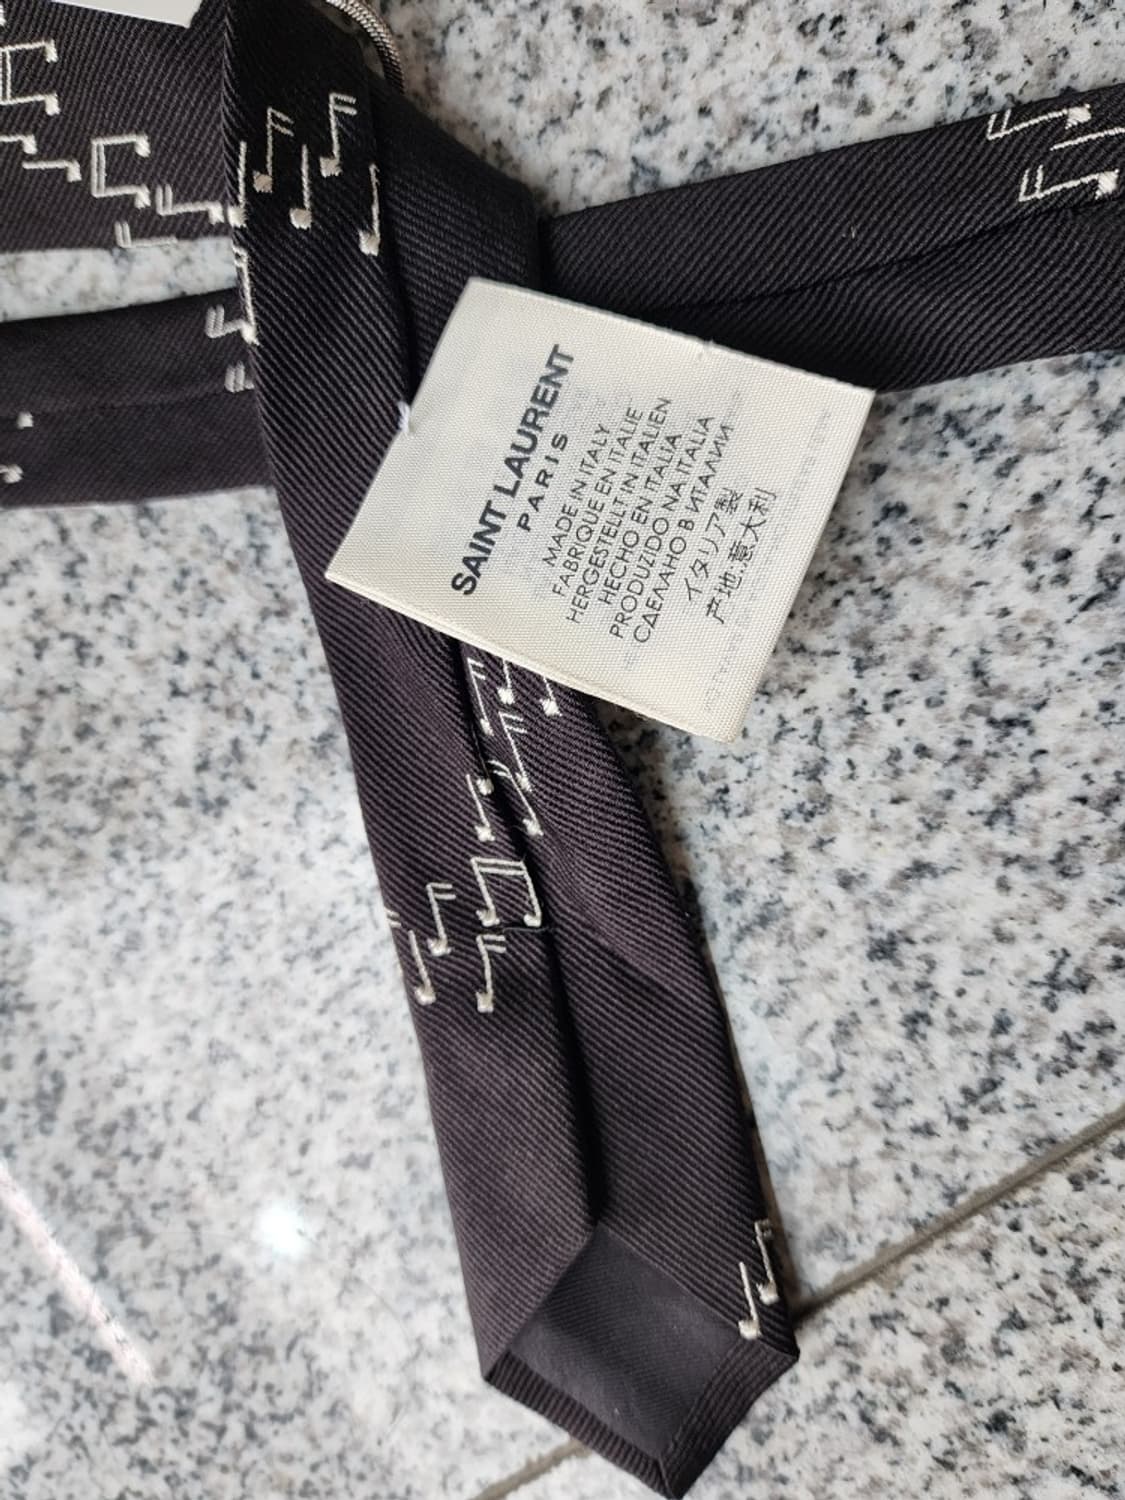 SAINT LAURENT
PARIS
MADE IN ITALY
FABRIQUE EN ITALIE
HERGESTELLT IN ITALIEN
HECHO EN ITALIA
PRODUZIDO NA ITALIA
СДЕЛАНО В ИТАЛИИ
イタリア製
产地.意大利